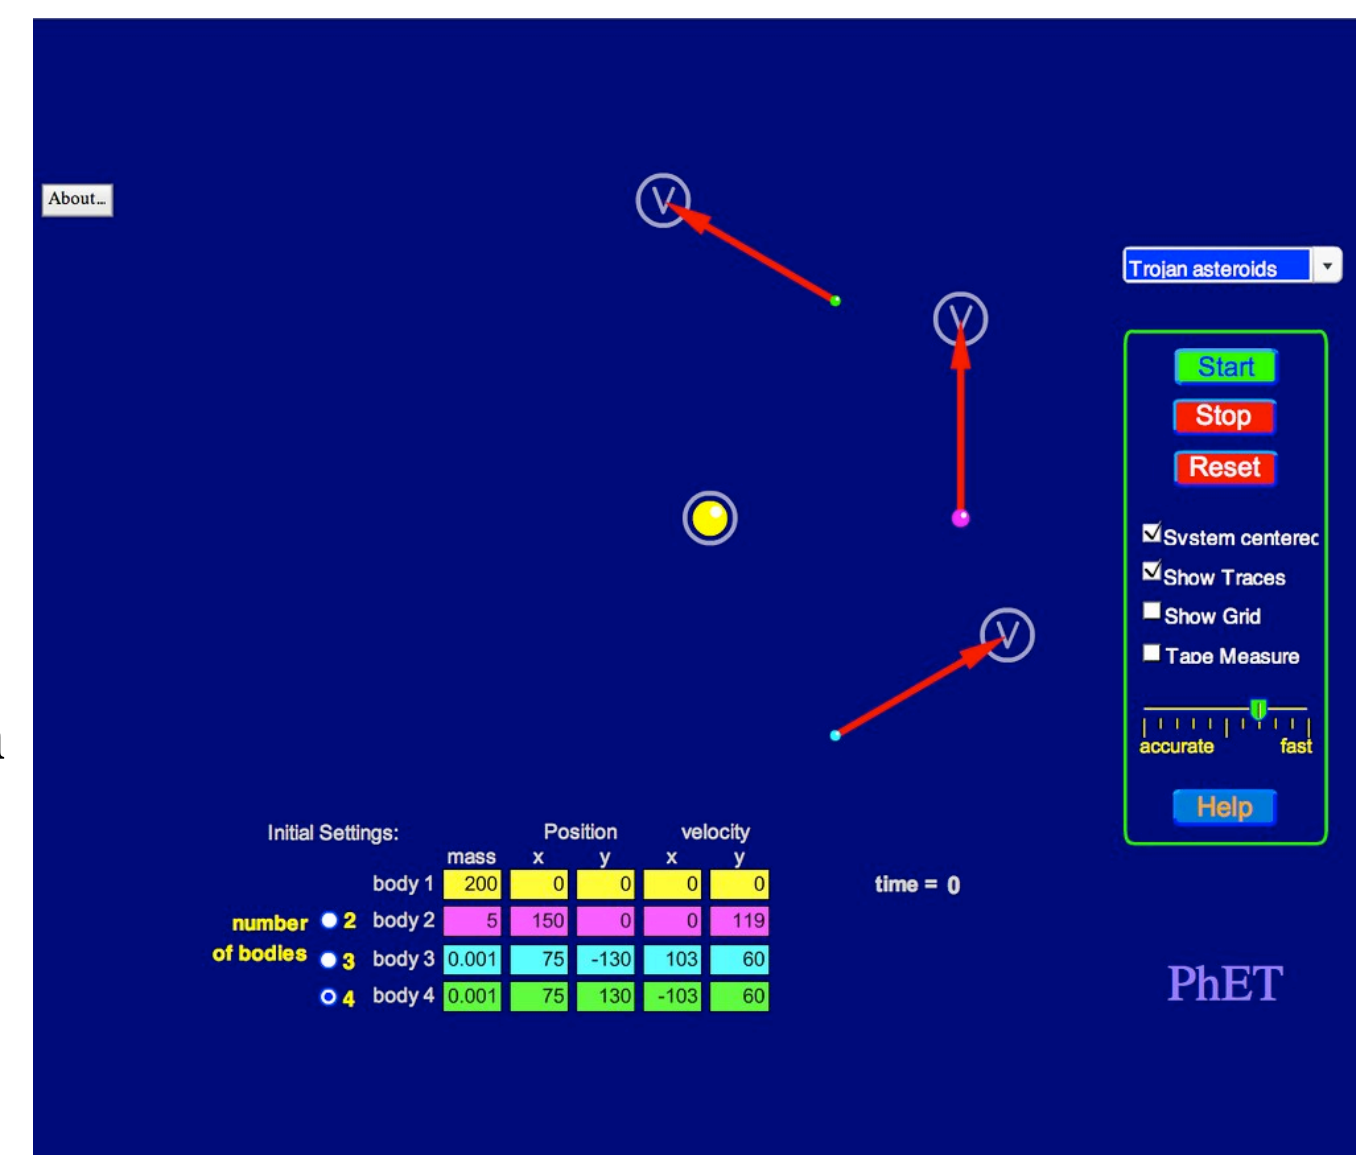 About...
V
V
Trojan asteroids
Start
Stop
Reset
System centered
Show Traces
Show Grid
V
Tape Measure
accurate fast
Help
Initial Settings: Position velocity
mass x y x y
body 1 200 0 0 0 0
time = 0
number 2 body 2 5 150 0 0 119
of bodies 3 body 3 0.001 75 -130 103 60
4 body 4 0.001 75 130 -103 60
PhET